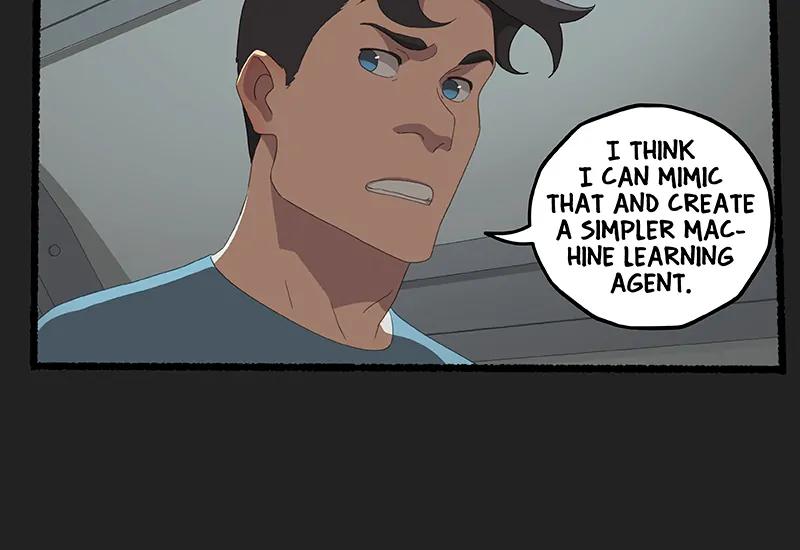 I THINK
I CAN MIMIC
THAT AND CREATE
A SIMPLER MAC-
HINE LEARNING
AGENT.